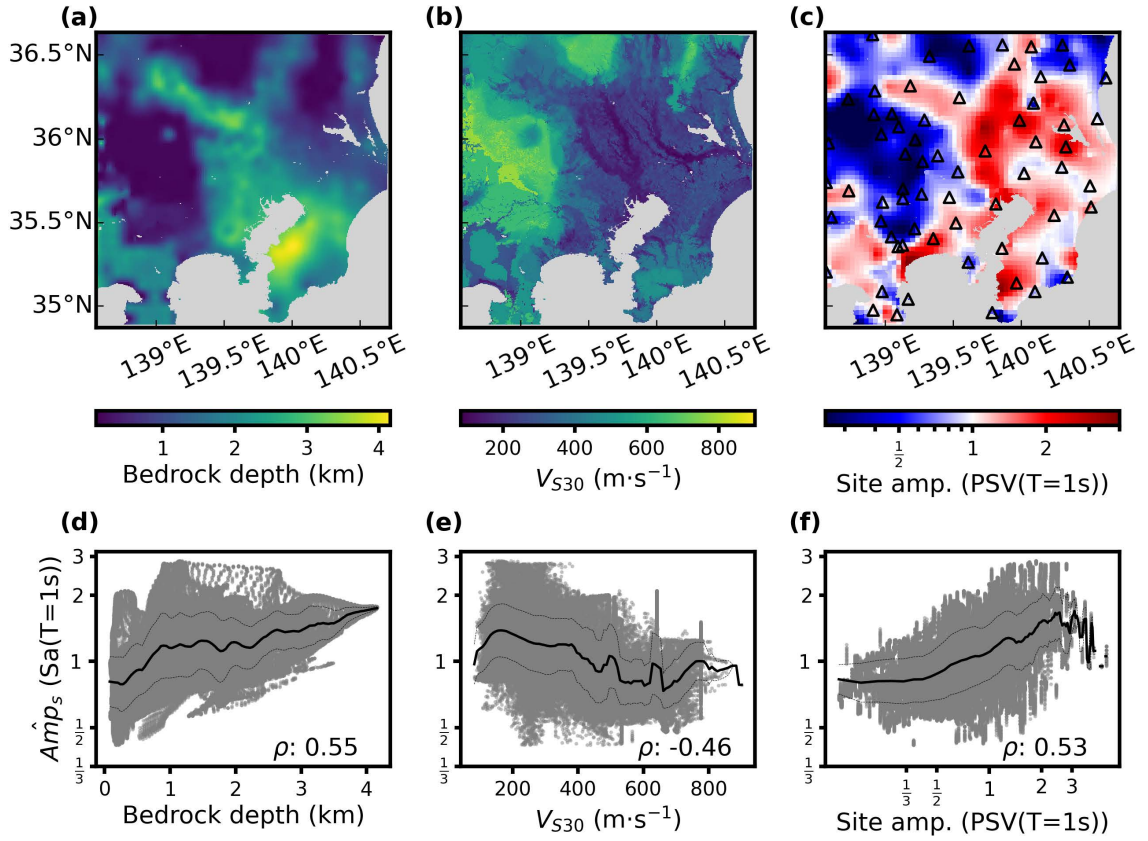 (a) (b) (c)
36.5°N
36°N
35.5°N
35°N
139°E 139.5°E 140°E 140.5°E 139°E 139.5°E 140°E 140.5°E 139°E 139.5°E 140°E 140.5°E
1 2 3 4 200 400 600 800 1/2 1 2
Bedrock depth (km) V_{S30} (m·s⁻¹) Site amp. (PSV(T=1s))
(d) (e) (f)
3 3 3
2 2 2
1 1 1
1/2 1/2 1/2
1/3 1/3 1/3
Âmp_s (Sa(T=1s))
ρ: 0.55 ρ: -0.46 ρ: 0.53
0 1 2 3 4 200 400 600 800 1/3 1/2 1 2 3
Bedrock depth (km) V_{S30} (m·s⁻¹) Site amp. (PSV(T=1s))